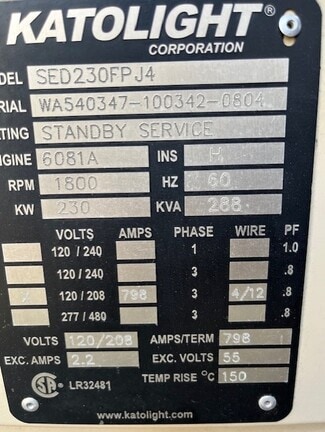 KATOLIGHT
CORPORATION
ODEL SED230FPJ4
RIAL WA540347-100342-0804
ATING STANDBY SERVICE
NGINE 6081A INS H
RPM 1800 HZ 60
KW 230 KVA 288
VOLTS AMPS PHASE WIRE PF
120 / 240 1 1.0
120 / 240 3 .8
120 / 208 798 3 4/12 .8
277 / 480 3 .8
VOLTS 120/208 AMPS/TERM 798
EXC. AMPS 2.2 EXC. VOLTS 55
LR32481 TEMP RISE °C 150
www.katolight.com